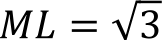 ML = √3